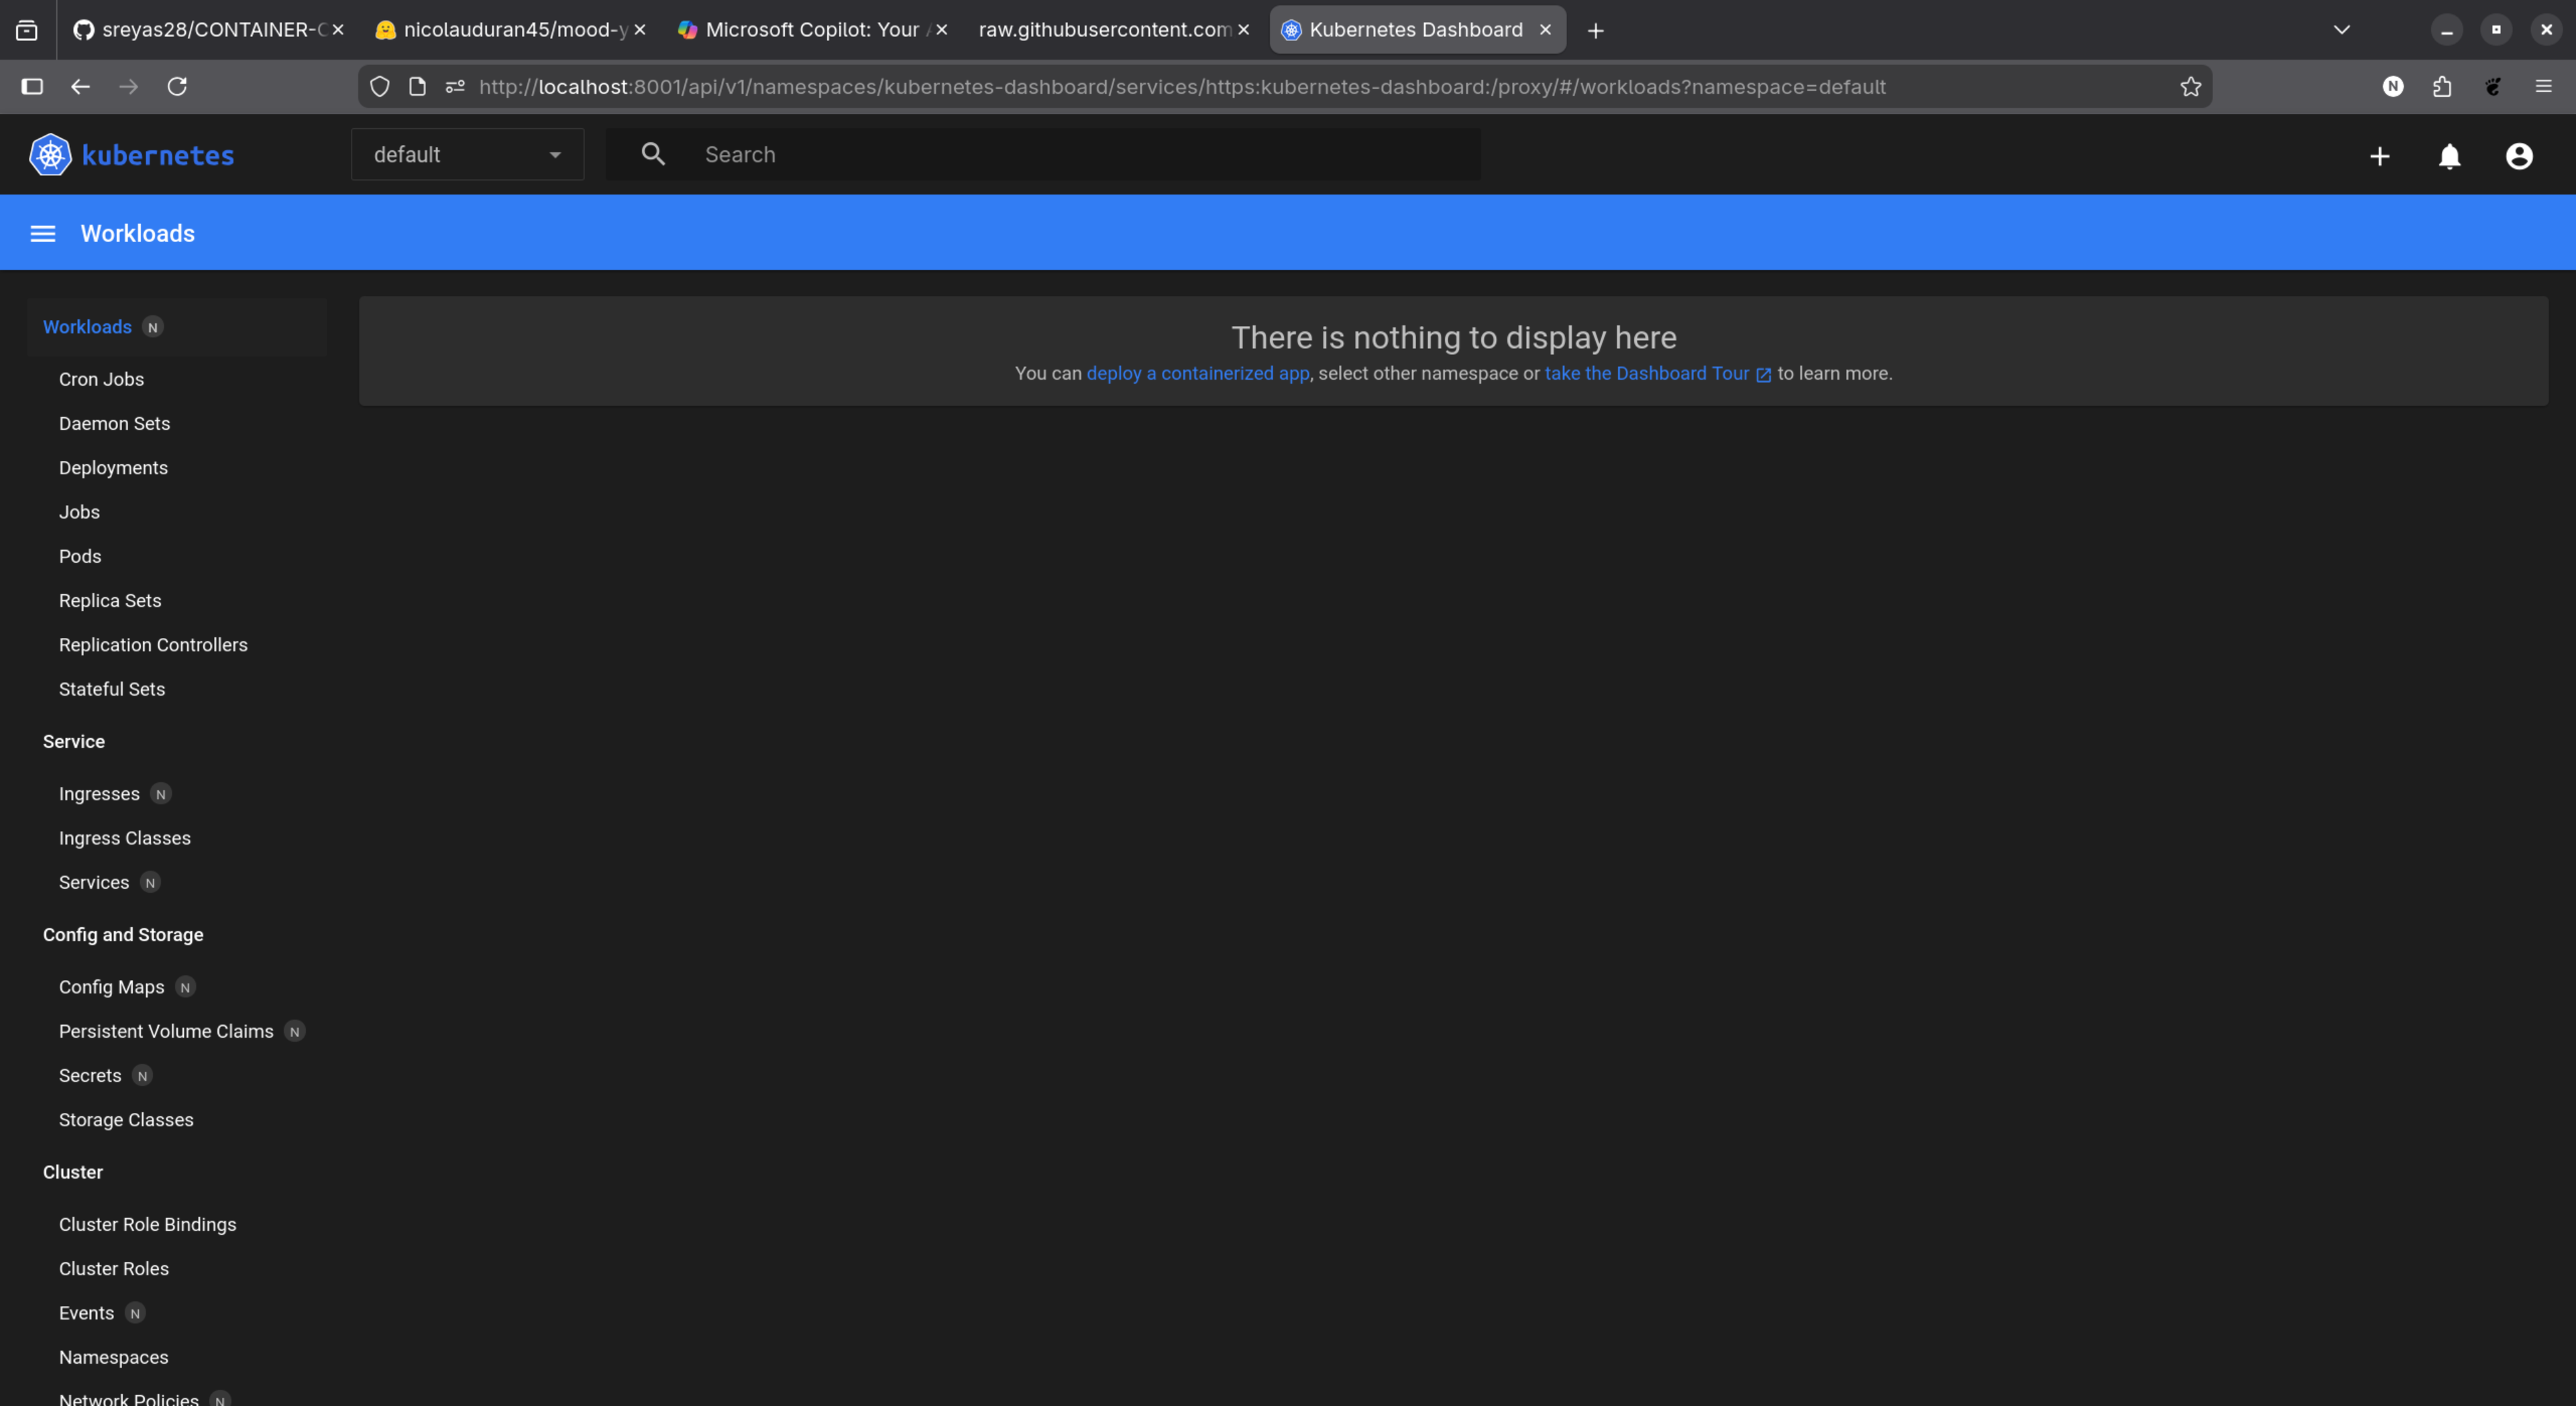 sreyas28/CONTAINER-C
nicolauduran45/mood-y
Microsoft Copilot: Your A
raw.githubusercontent.com
Kubernetes Dashboard
http://localhost:8001/api/v1/namespaces/kubernetes-dashboard/services/https:kubernetes-dashboard:/proxy/#/workloads?namespace=default
N
kubernetes
default
Search
Workloads
Workloads N
Cron Jobs
Daemon Sets
Deployments
Jobs
Pods
Replica Sets
Replication Controllers
Stateful Sets
Service
Ingresses N
Ingress Classes
Services N
Config and Storage
Config Maps N
Persistent Volume Claims N
Secrets N
Storage Classes
Cluster
Cluster Role Bindings
Cluster Roles
Events N
Namespaces
Network Policies N
There is nothing to display here
You can deploy a containerized app, select other namespace or take the Dashboard Tour to learn more.